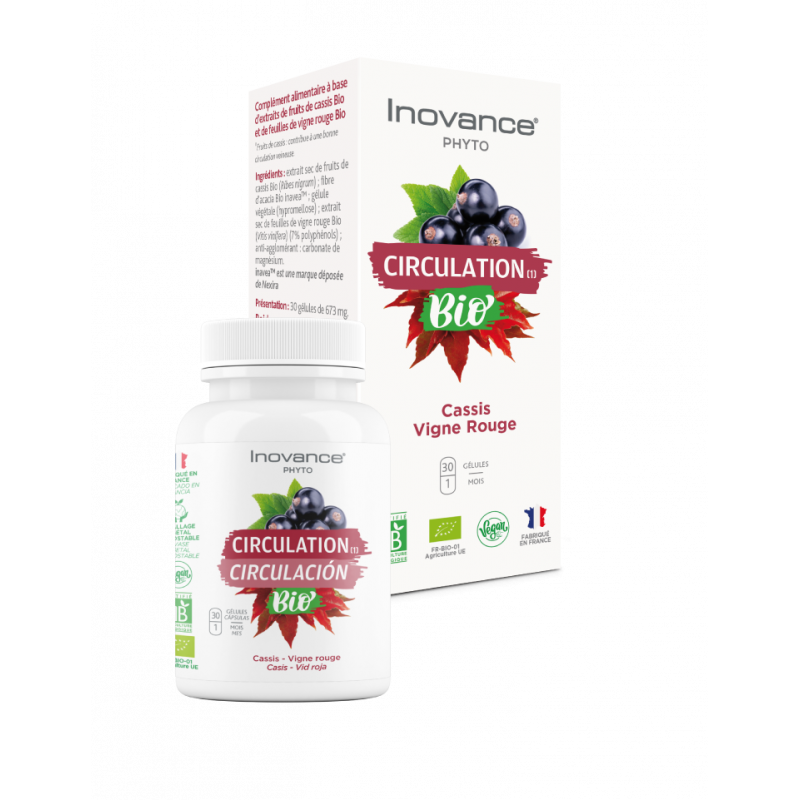 Complément alimentaire à base
d'extraits de fruits de cassis Bio
et de feuilles de vigne rouge Bio
¹Fruits de cassis : contribue à une bonne
circulation veineuse
Ingrédients : extrait sec de fruits de
cassis Bio (Ribes nigrum) ; fibre
d'acacia Bio Inavea™ ; gélule
végétale (hypromellose) ; extrait
sec de feuilles de vigne rouge Bio
(Vitis vinifera) (7% polyphénols) ;
anti-agglomérant : carbonate de
magnésium.
Inavea™ est une marque déposée
de Nexira
Présentation : 30 gélules de 673 mg.
Inovance®
PHYTO
CIRCULATION (1)
Bio
Cassis
Vigne Rouge
30 GÉLULES
1 MOIS
FR-BIO-01
Agriculture UE
Vegan
FABRIQUÉ
EN FRANCE
Inovance®
PHYTO
CIRCULATION (1)
CIRCULACIÓN
Bio
30 GÉLULES
CÁPSULAS
1 MOIS
MES
Cassis - Vigne rouge
Casis - Vid roja